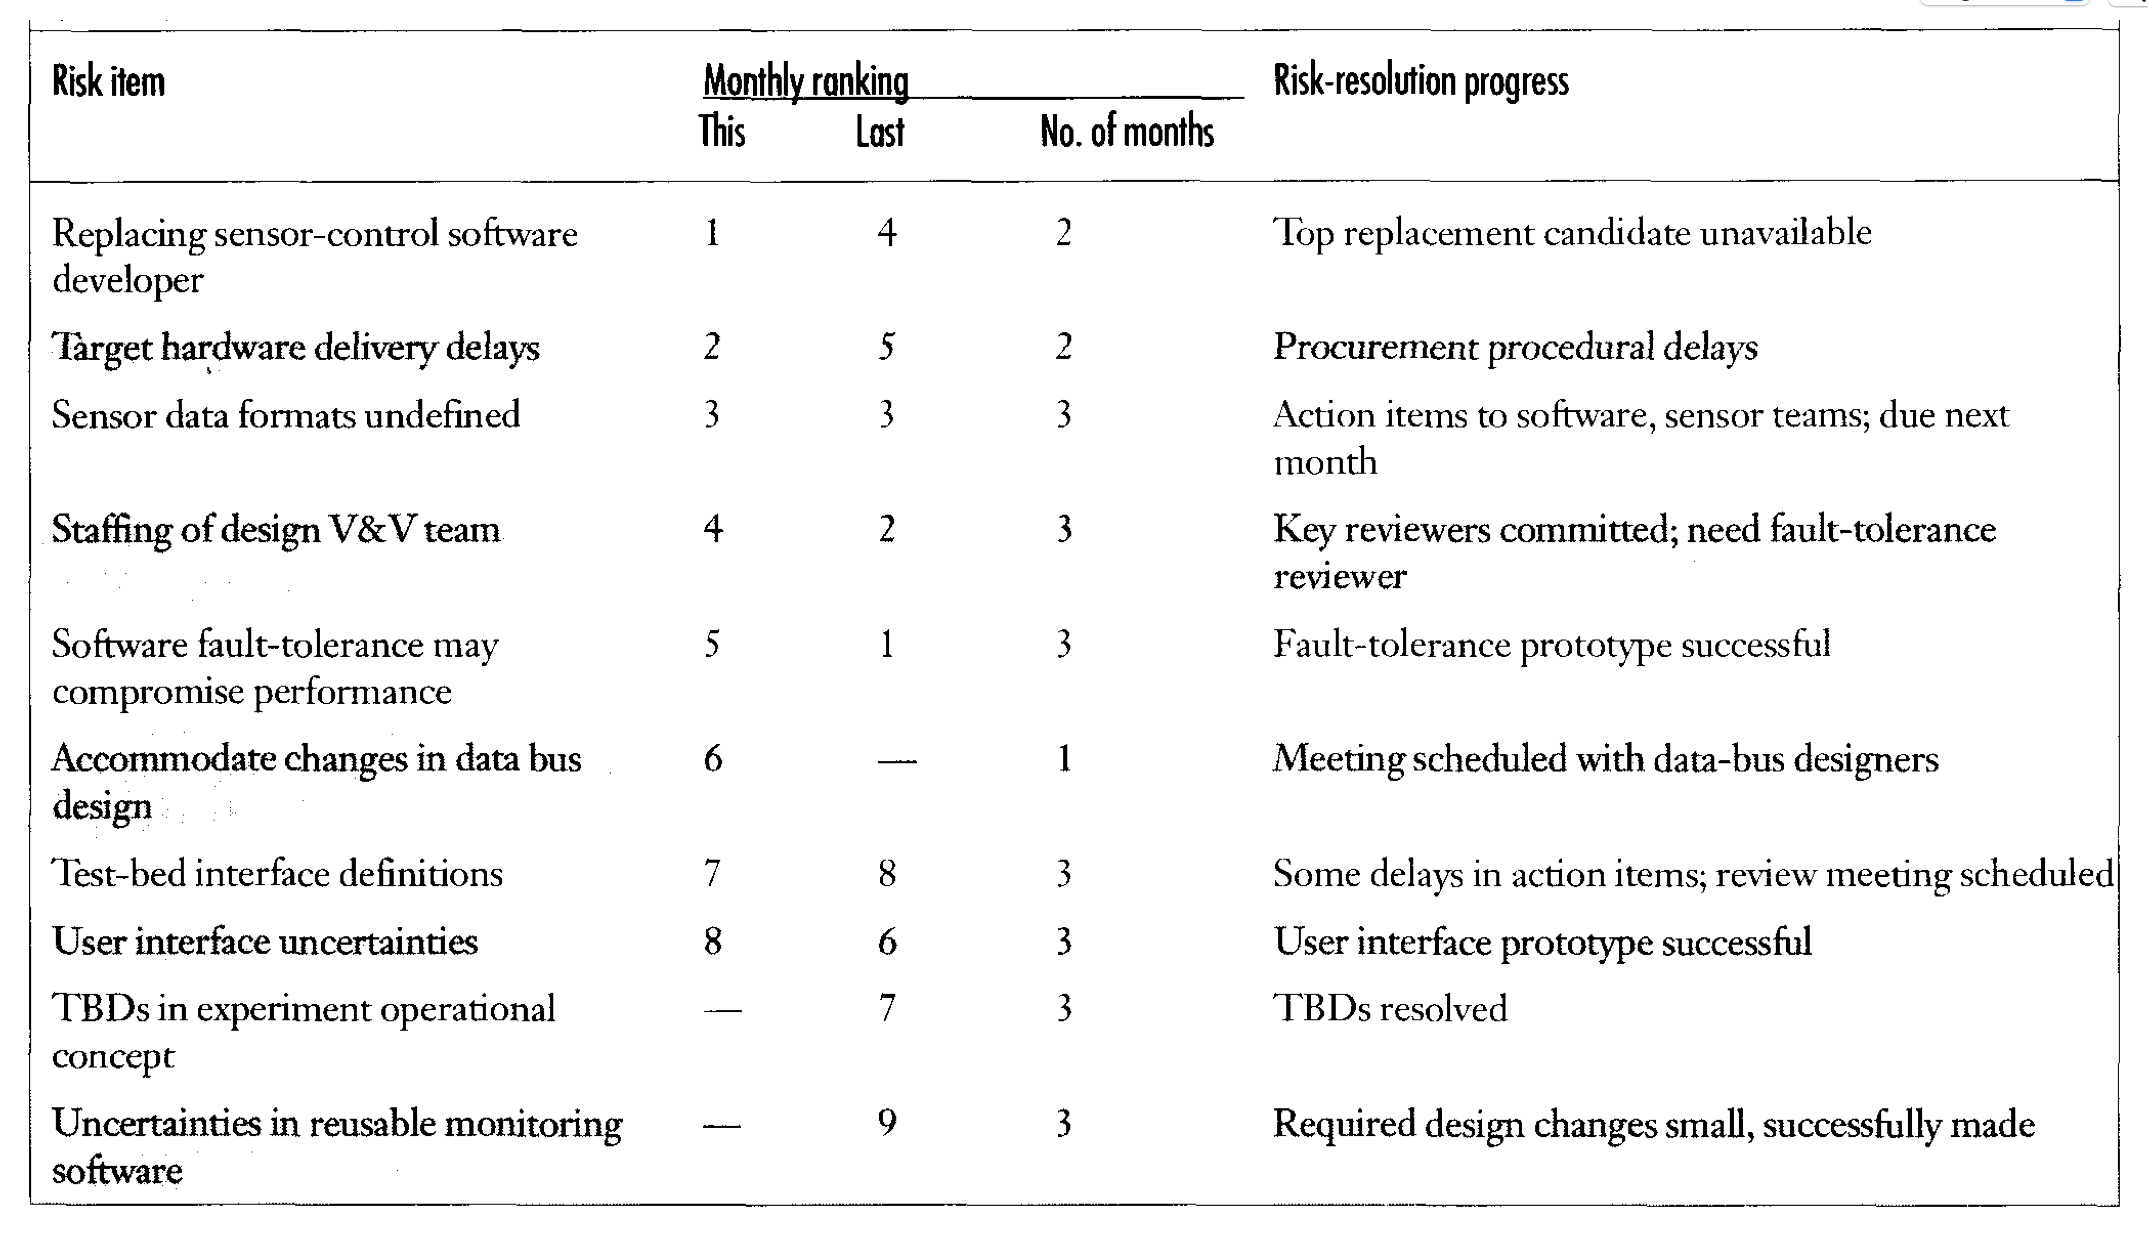 Risk item Monthly ranking Risk-resolution progress
This Last No. of months
Replacing sensor-control software 1 4 2 Top replacement candidate unavailable
developer
Target hardware delivery delays 2 5 2 Procurement procedural delays
Sensor data formats undefined 3 3 3 Action items to software, sensor teams; due next
month
Staffing of design V&V team 4 2 3 Key reviewers committed; need fault-tolerance
reviewer
Software fault-tolerance may 5 1 3 Fault-tolerance prototype successful
compromise performance
Accommodate changes in data bus 6 — 1 Meeting scheduled with data-bus designers
design
Test-bed interface definitions 7 8 3 Some delays in action items; review meeting scheduled
User interface uncertainties 8 6 3 User interface prototype successful
TBDs in experiment operational — 7 3 TBDs resolved
concept
Uncertainties in reusable monitoring — 9 3 Required design changes small, successfully made
software